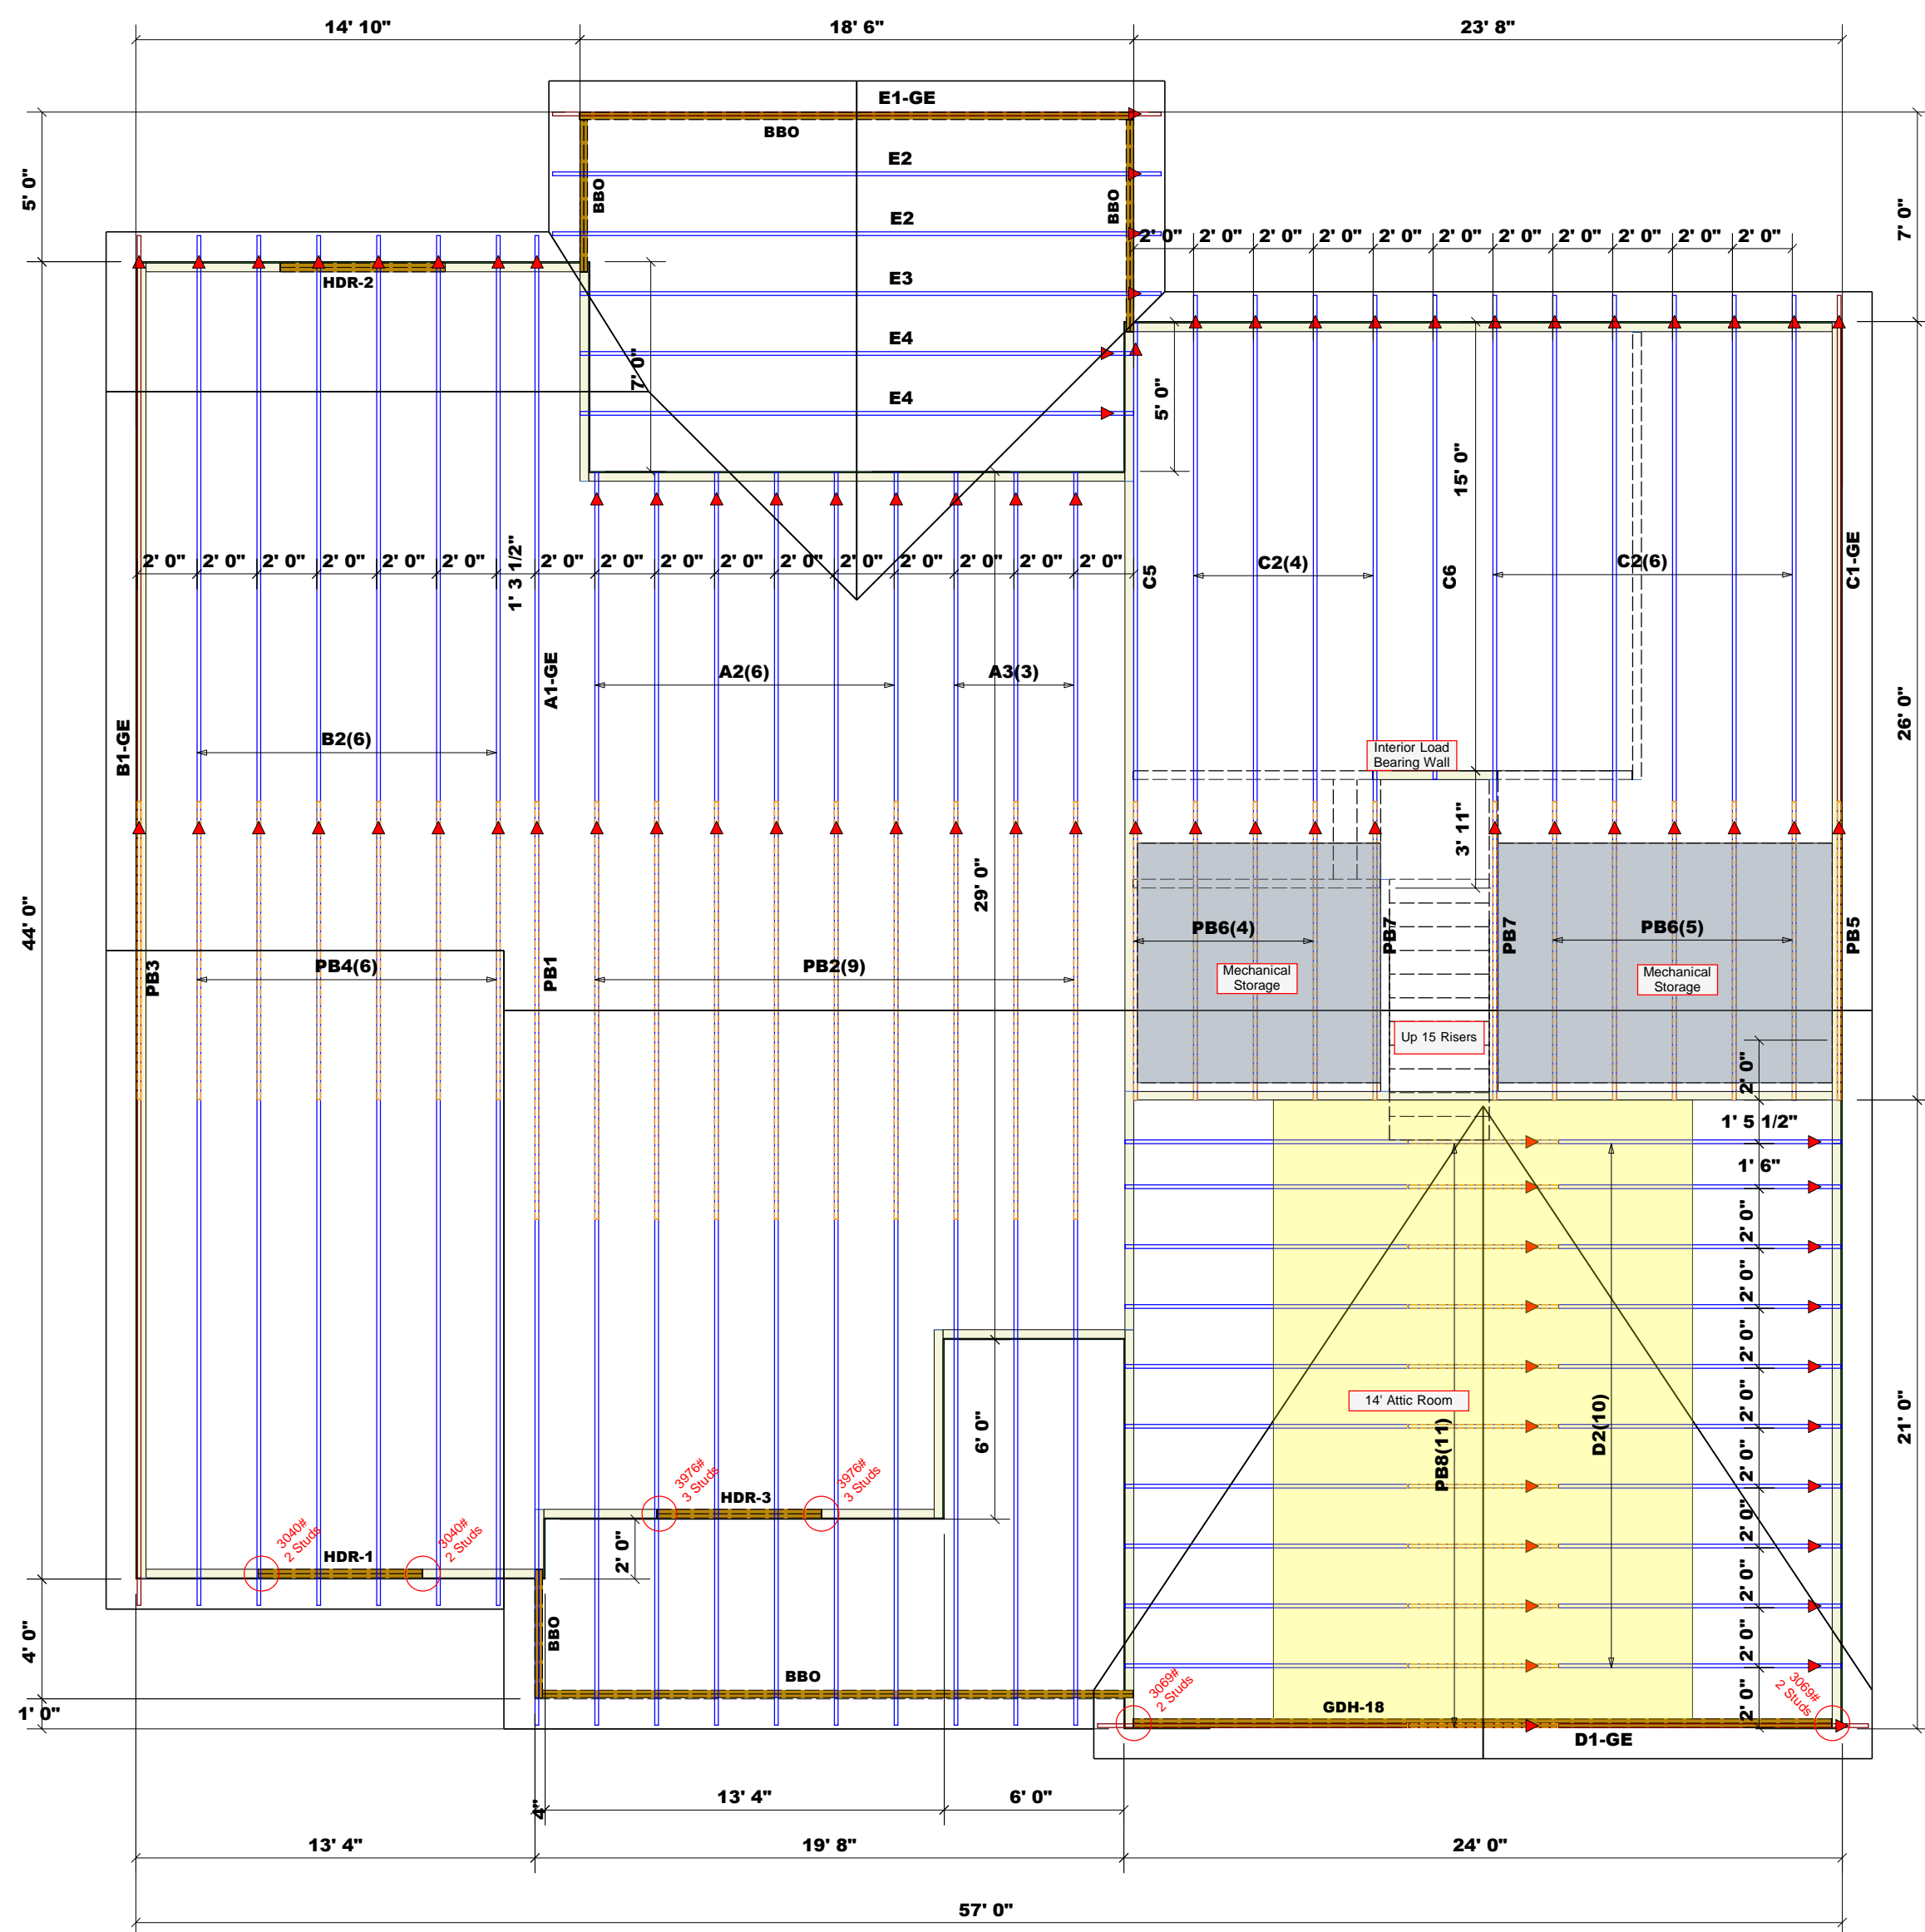 14' 10"
18' 6"
23' 8"
E1-GE
BBO
E2
BBO
BBO
5' 0"
7' 0"
E2
2' 0" 2' 0" 2' 0" 2' 0" 2' 0" 2' 0" 2' 0" 2' 0" 2' 0" 2' 0" 2' 0"
HDR-2
E3
E4
7' 0"
5' 0"
E4
15' 0"
2' 0" 2' 0" 2' 0" 2' 0" 2' 0" 2' 0" 1' 3 1/2" 2' 0" 2' 0" 2' 0" 2' 0" 2' 0" 2' 0" 2' 0" 2' 0" 2' 0" 2' 0"
C5
C2(4)
C6
C2(6)
C1-GE
A1-GE
A2(6)
A3(3)
26' 0"
B1-GE
B2(6)
Interior Load
Bearing Wall
3' 11"
29' 0"
44' 0"
PB6(4)
PB7
PB7
PB6(5)
PB5
PB3
PB4(6)
PB1
PB2(9)
Mechanical
Storage
Mechanical
Storage
Up 15 Risers
2' 0"
1' 5 1/2"
1' 6"
2' 0"
2' 0"
2' 0"
2' 0"
2' 0"
2' 0"
2' 0"
2' 0"
2' 0"
14' Attic Room
PB8(11)
D2(10)
21' 0"
6' 0"
3976#
3 Studs
HDR-3
3976#
3 Studs
3040#
2 Studs
HDR-1
3040#
2 Studs
2' 0"
4' 0"
BBO
BBO
3069#
2 Studs
GDH-18
3069#
2 Studs
1' 0"
D1-GE
4"
13' 4"
6' 0"
13' 4"
19' 8"
24' 0"
57' 0"